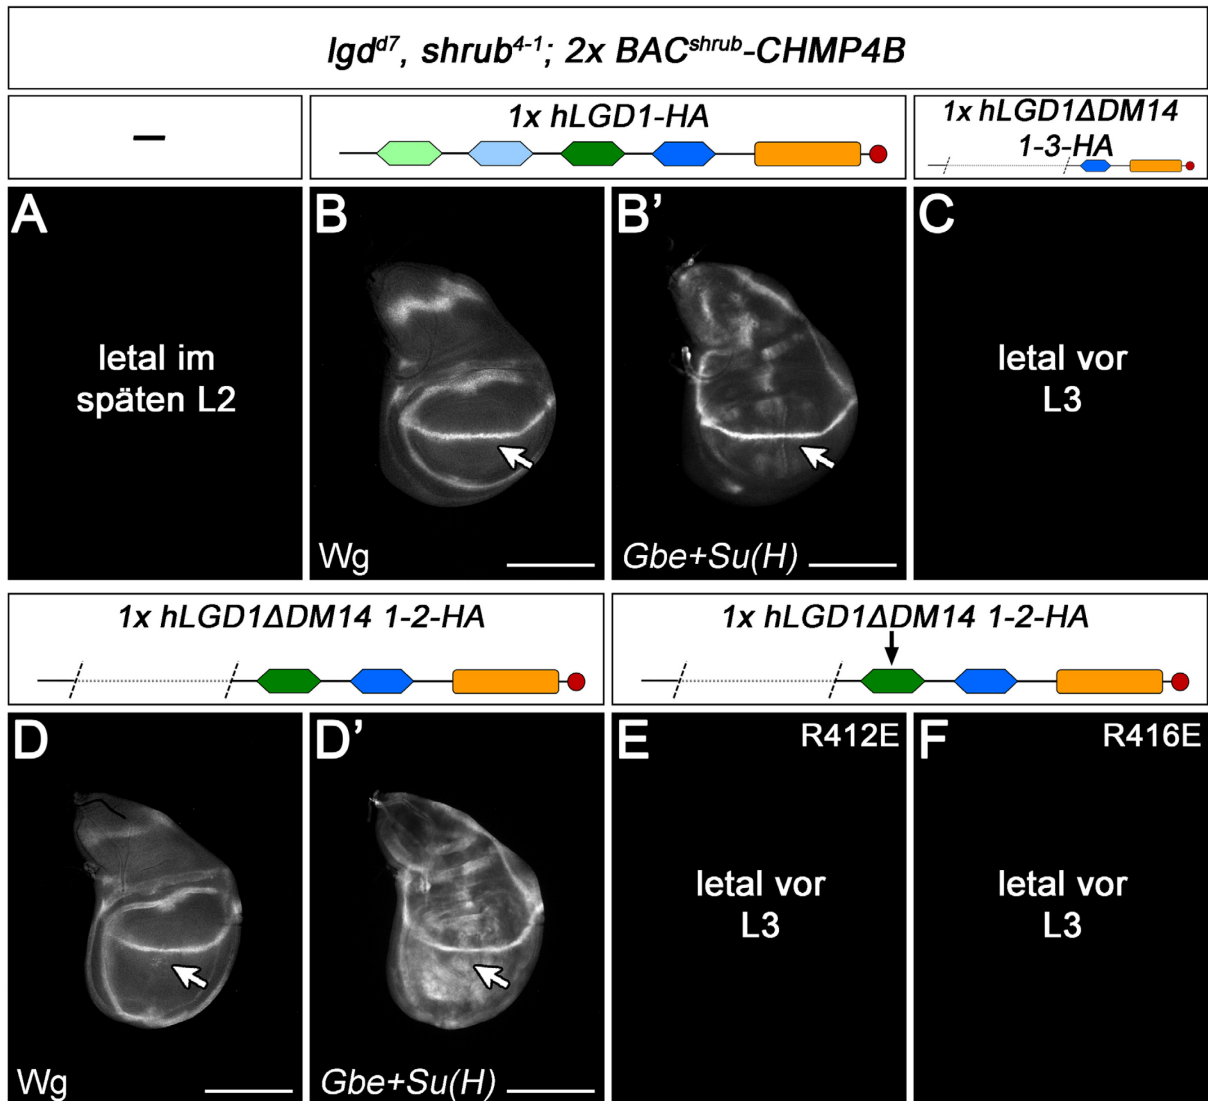 lgd^d7, shrub^4-1; 2x BAC^shrub-CHMP4B
—
1x hLGD1-HA
1x hLGD1ΔDM14
1-3-HA
A
letal im
späten L2
B
Wg
B’
Gbe+Su(H)
C
letal vor
L3
1x hLGD1ΔDM14 1-2-HA
1x hLGD1ΔDM14 1-2-HA
D
Wg
D’
Gbe+Su(H)
E
R412E
letal vor
L3
F
R416E
letal vor
L3